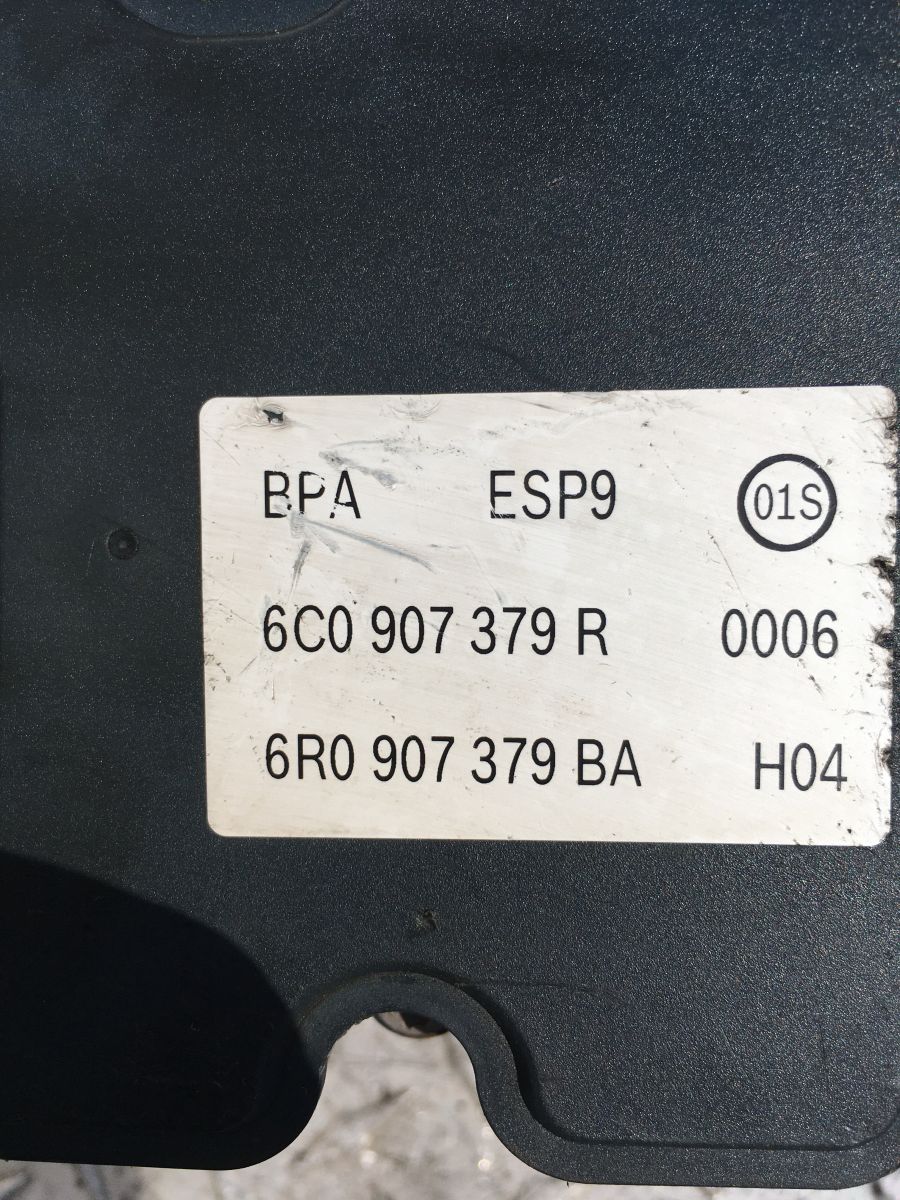 BPA ESP9 01S
6C0 907 379 R 0006
6R0 907 379 BA H04